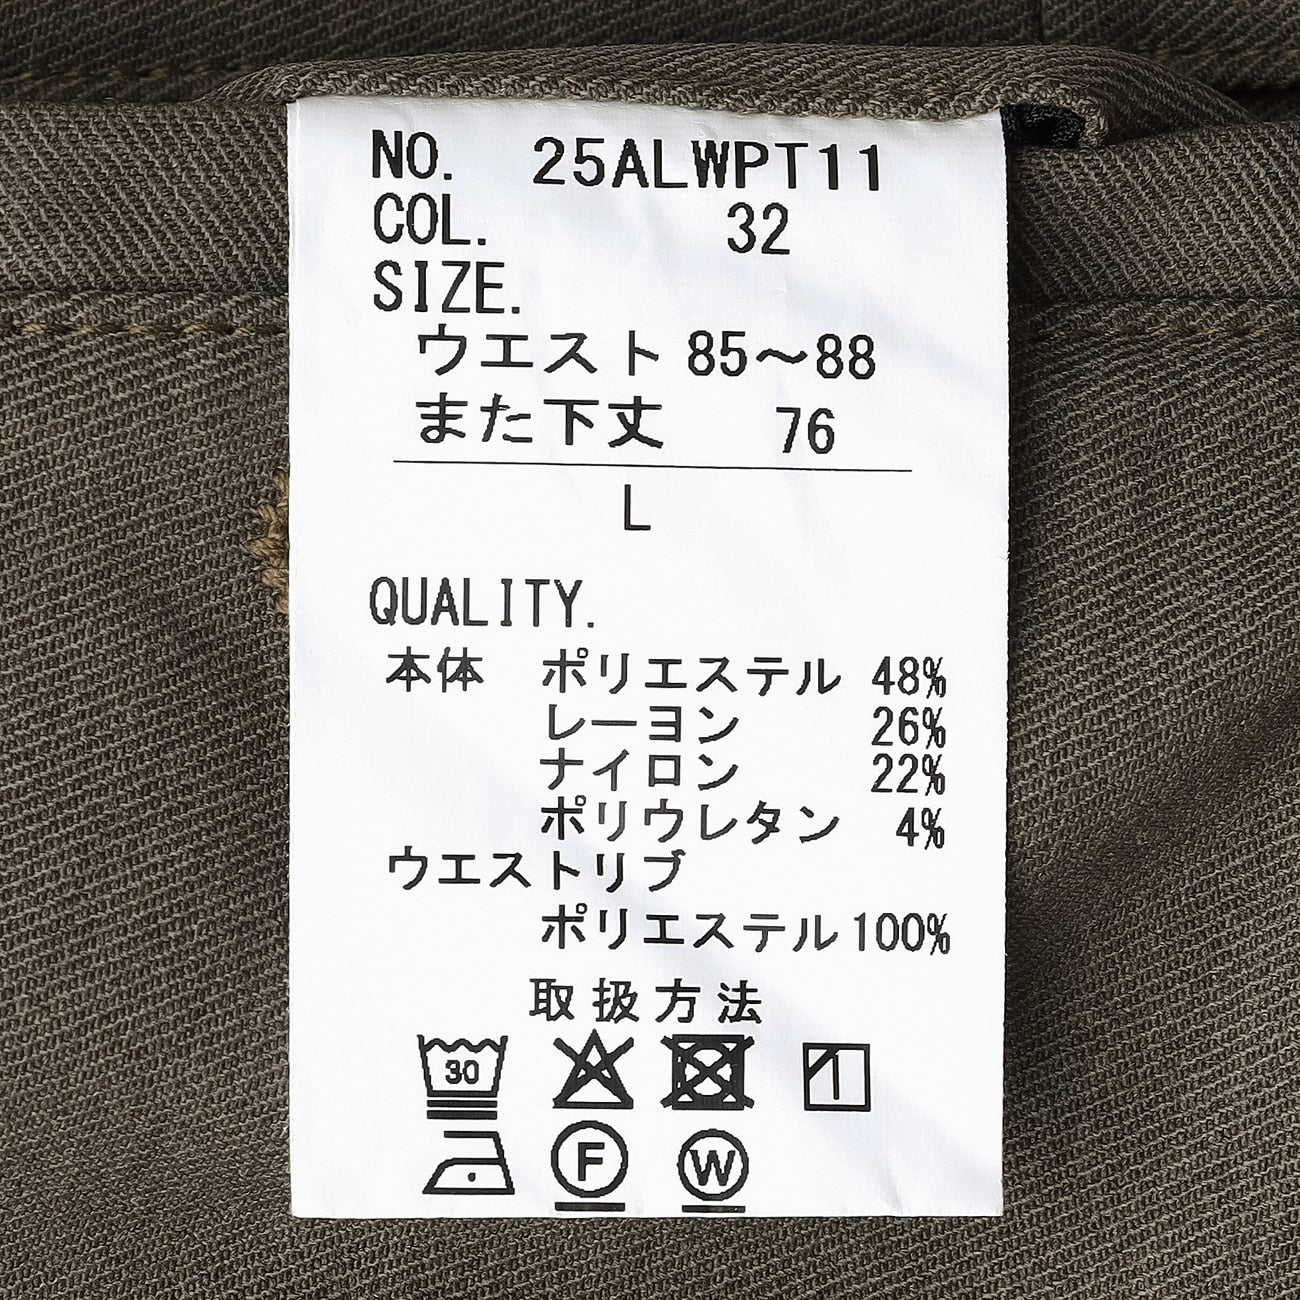 NO. 25ALWPT11
COL. 32
SIZE.
ウエスト 85〜88
また下丈 76
L
QUALITY.
本体 ポリエステル 48%
レーヨン 26%
ナイロン 22%
ポリウレタン 4%
ウエストリブ
ポリエステル 100%
取扱方法
30
F W